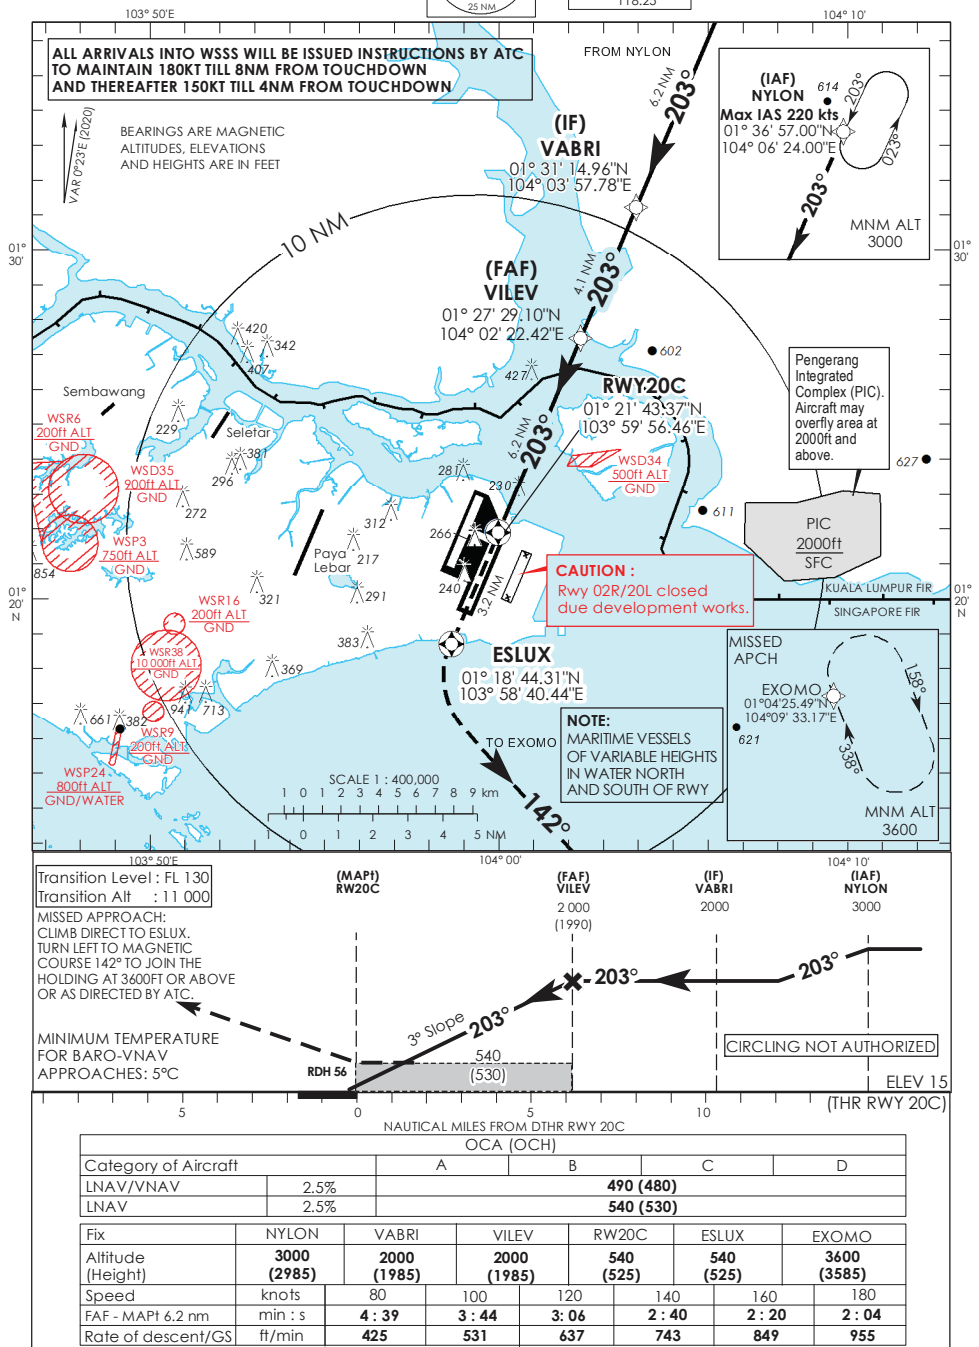 25 NM
118.25
103° 50'E
104° 10'
ALL ARRIVALS INTO WSSS WILL BE ISSUED INSTRUCTIONS BY ATC
TO MAINTAIN 180KT TILL 8NM FROM TOUCHDOWN
AND THEREAFTER 150KT TILL 4NM FROM TOUCHDOWN
VAR 0°23'E (2020)
BEARINGS ARE MAGNETIC
ALTITUDES, ELEVATIONS
AND HEIGHTS ARE IN FEET
FROM NYLON
6.2 NM
203°
(IAF)
NYLON
Max IAS 220 kts
01° 36' 57.00"N
104° 06' 24.00"E
614
203°
023°
203°
MNM ALT
3000
(IF)
VABRI
01° 31' 14.96"N
104° 03' 57.78"E
10 NM
01°
30'
01°
30'
4.1 NM
203°
(FAF)
VILEV
01° 27' 29.10"N
104° 02' 22.42"E
420
342
407
427
602
Sembawang
229
Seletar
381
296
272
589
312
281
230
266
240
217
Paya
Lebar
321
291
383
369
854
6.2 NM
203°
RWY20C
01° 21' 43.37"N
103° 59' 56.46"E
WSD34
500ft ALT
GND
Pengerang
Integrated
Complex (PIC).
Aircraft may
overfly area at
2000ft and
above.
627
611
PIC
2000ft
SFC
WSR6
200ft ALT
GND
WSD35
900ft ALT
GND
WSP3
750ft ALT
GND
WSR16
200ft ALT
GND
WSR38
10 000ft ALT
GND
941
713
661
382
WSR9
200ft ALT
GND
WSP24
800ft ALT
GND/WATER
3.2 NM
CAUTION :
Rwy 02R/20L closed
due development works.
KUALA LUMPUR FIR
SINGAPORE FIR
01°
20'
N
01°
20'
N
ESLUX
01° 18' 44.31"N
103° 58' 40.44"E
TO EXOMO
142°
NOTE:
MARITIME VESSELS
OF VARIABLE HEIGHTS
IN WATER NORTH
AND SOUTH OF RWY
MISSED
APCH
EXOMO
01°04'25.49"N
104°09' 33.17"E
621
158°
338°
MNM ALT
3600
SCALE 1 : 400,000
1 0 1 2 3 4 5 6 7 8 9 km
1 0 1 2 3 4 5 NM
103° 50'E
104° 00'
104° 10'
Transition Level : FL 130
Transition Alt : 11 000
MISSED APPROACH:
CLIMB DIRECT TO ESLUX.
TURN LEFT TO MAGNETIC
COURSE 142° TO JOIN THE
HOLDING AT 3600FT OR ABOVE
OR AS DIRECTED BY ATC.
MINIMUM TEMPERATURE
FOR BARO-VNAV
APPROACHES: 5°C
(MAPt)
RW20C
(FAF)
VILEV
2 000
(1990)
(IF)
VABRI
2000
(IAF)
NYLON
3000
203°
203°
203°
3° Slope
540
(530)
RDH 56
CIRCLING NOT AUTHORIZED
ELEV 15
(THR RWY 20C)
5 0 5 10
NAUTICAL MILES FROM DTHR RWY 20C
OCA (OCH)
Category of Aircraft A B C D
LNAV/VNAV 2.5% 490 (480)
LNAV 2.5% 540 (530)
Fix NYLON VABRI VILEV RW20C ESLUX EXOMO
Altitude 3000 2000 2000 540 540 3600
(Height) (2985) (1985) (1985) (525) (525) (3585)
Speed knots 80 100 120 140 160 180
FAF - MAPt 6.2 nm min : s 4 : 39 3 : 44 3: 06 2 : 40 2 : 20 2 : 04
Rate of descent/GS ft/min 425 531 637 743 849 955